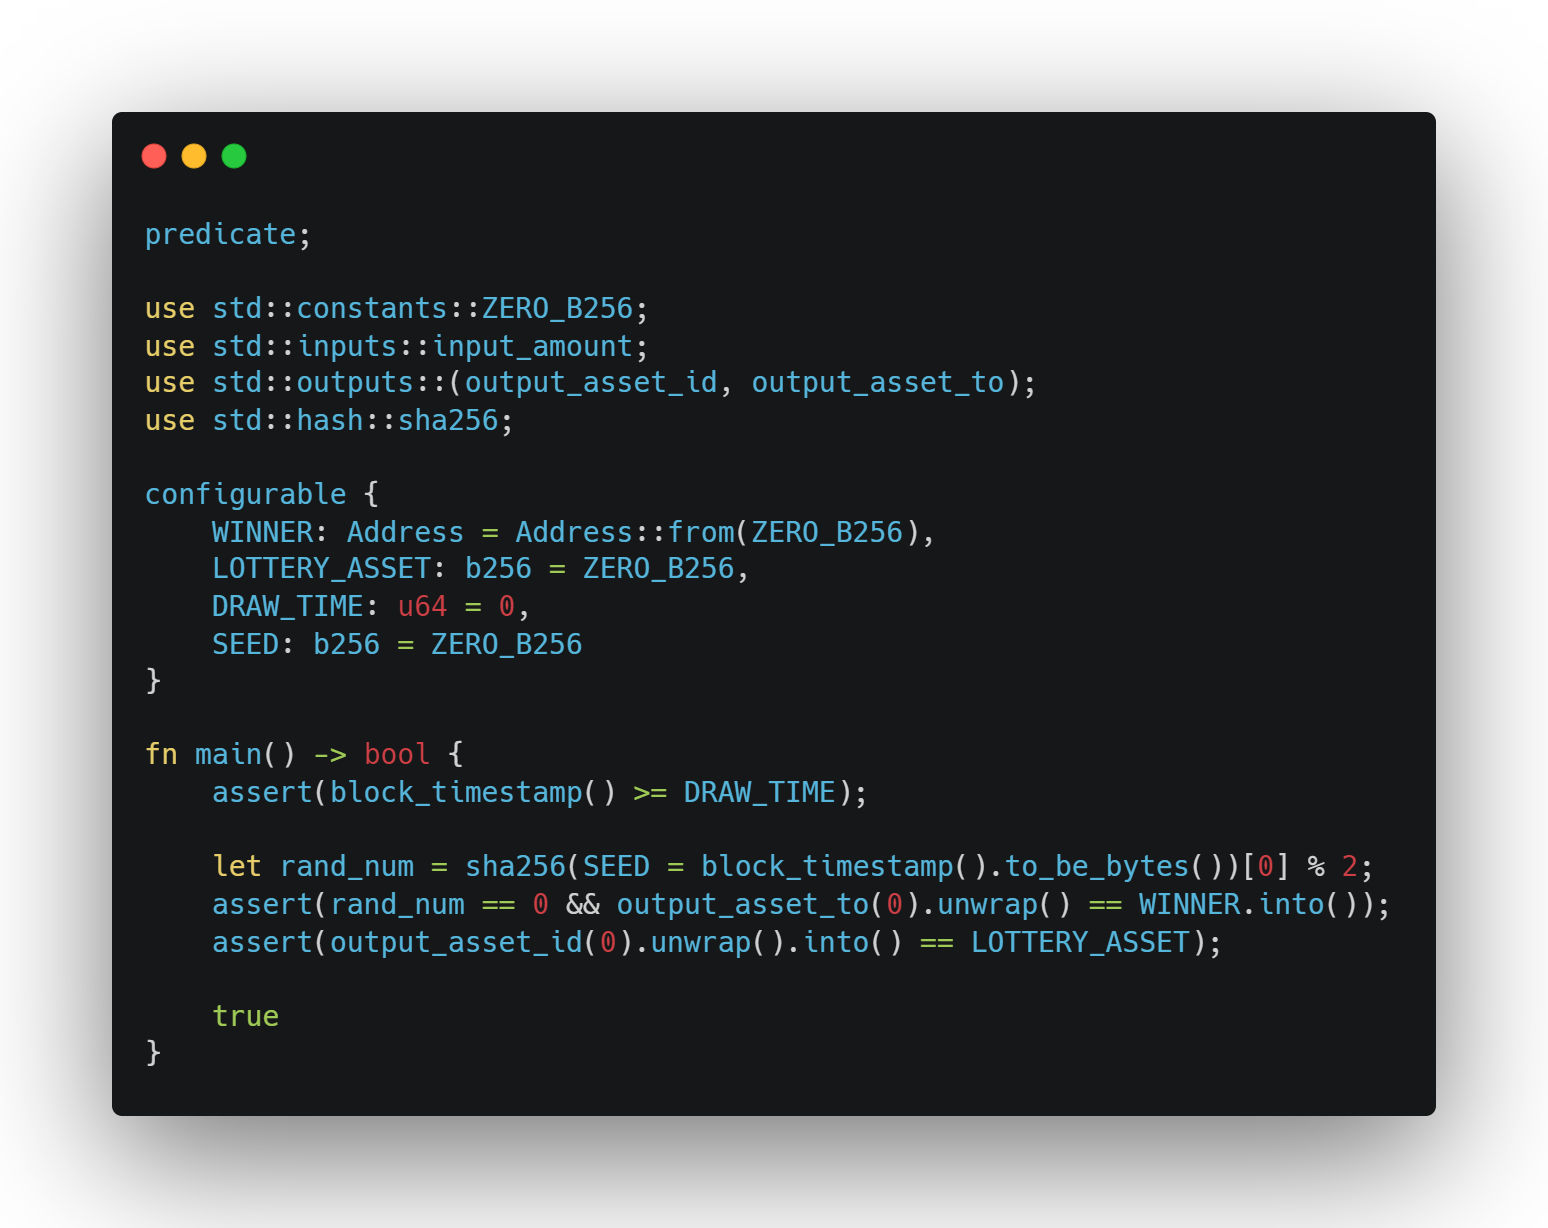 predicate;
use std::constants::ZERO_B256;
use std::inputs::input_amount;
use std::outputs::(output_asset_id, output_asset_to);
use std::hash::sha256;
configurable {
    WINNER: Address = Address::from(ZERO_B256),
    LOTTERY_ASSET: b256 = ZERO_B256,
    DRAW_TIME: u64 = 0,
    SEED: b256 = ZERO_B256
}
fn main() -> bool {
    assert(block_timestamp() >= DRAW_TIME);
    let rand_num = sha256(SEED = block_timestamp().to_be_bytes())[0] % 2;
    assert(rand_num == 0 && output_asset_to(0).unwrap() == WINNER.into());
    assert(output_asset_id(0).unwrap().into() == LOTTERY_ASSET);
    true
}